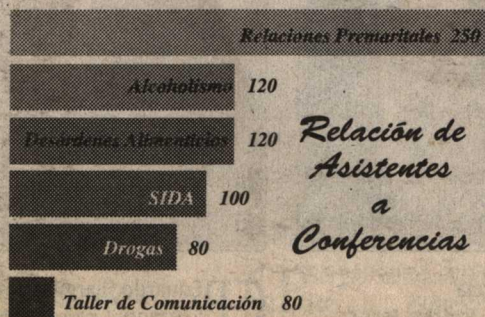 Relaciones Premaritales 250
Alcoholismo 120
Desórdenes Alimenticios 120
Relación de
Asistentes
a
Conferencias
SIDA 100
Drogas 80
Taller de Comunicación 80